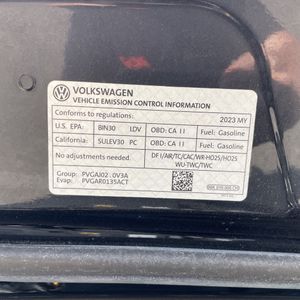 VOLKSWAGEN
VEHICLE EMISSION CONTROL INFORMATION
Conforms to regulations: 2023 MY
U.S. EPA: BIN30 LDV OBD: CA II Fuel: Gasoline
California: SULEV30 PC OBD: CA II Fuel: Gasoline
No adjustments needed. DFI/AIR/TC/CAC/WR-HO2S/HO2S
WU-TWC/TWC
Group: PVGAJ02.0V3A
Evap: PVGAR0135ACT